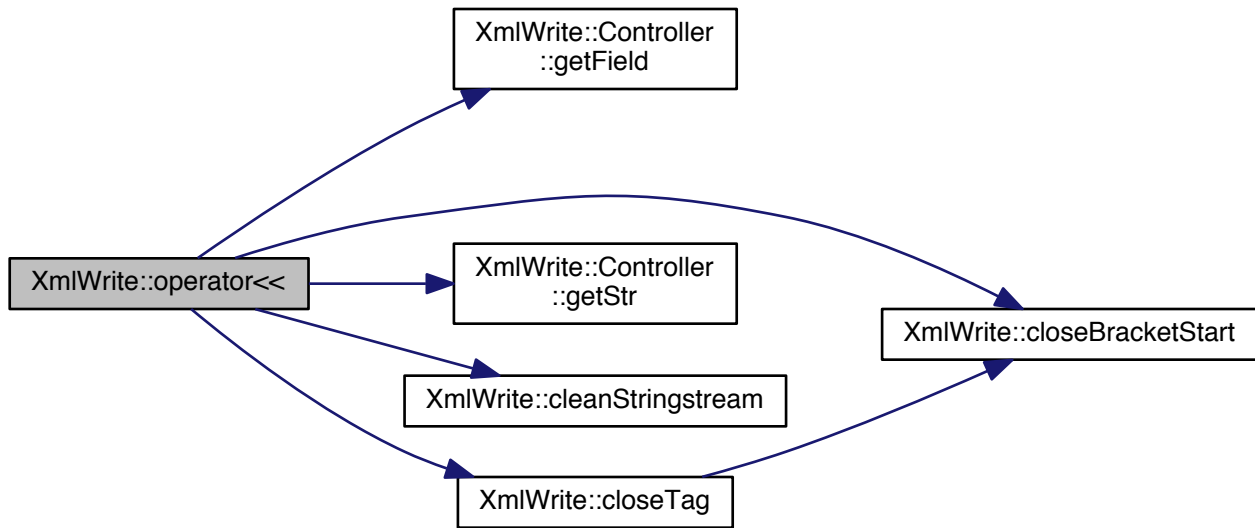 XmlWrite::Controller
::getField
XmlWrite::operator<<
XmlWrite::Controller
::getStr
XmlWrite::closeBracketStart
XmlWrite::cleanStringstream
XmlWrite::closeTag